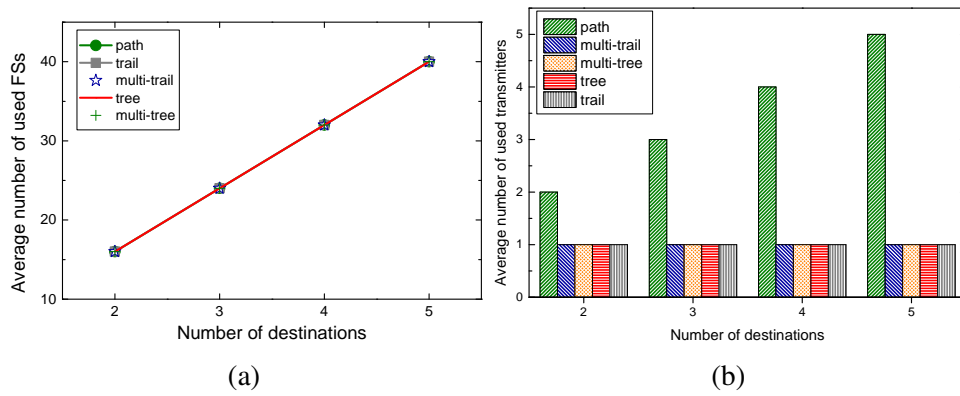 path
trail
multi-trail
tree
multi-tree
Average number of used FSs
40
30
20
10
2 3 4 5
Number of destinations
(a)
path
multi-trail
multi-tree
tree
trail
Average number of used transmitters
5
4
3
2
1
0
2 3 4 5
Number of destinations
(b)